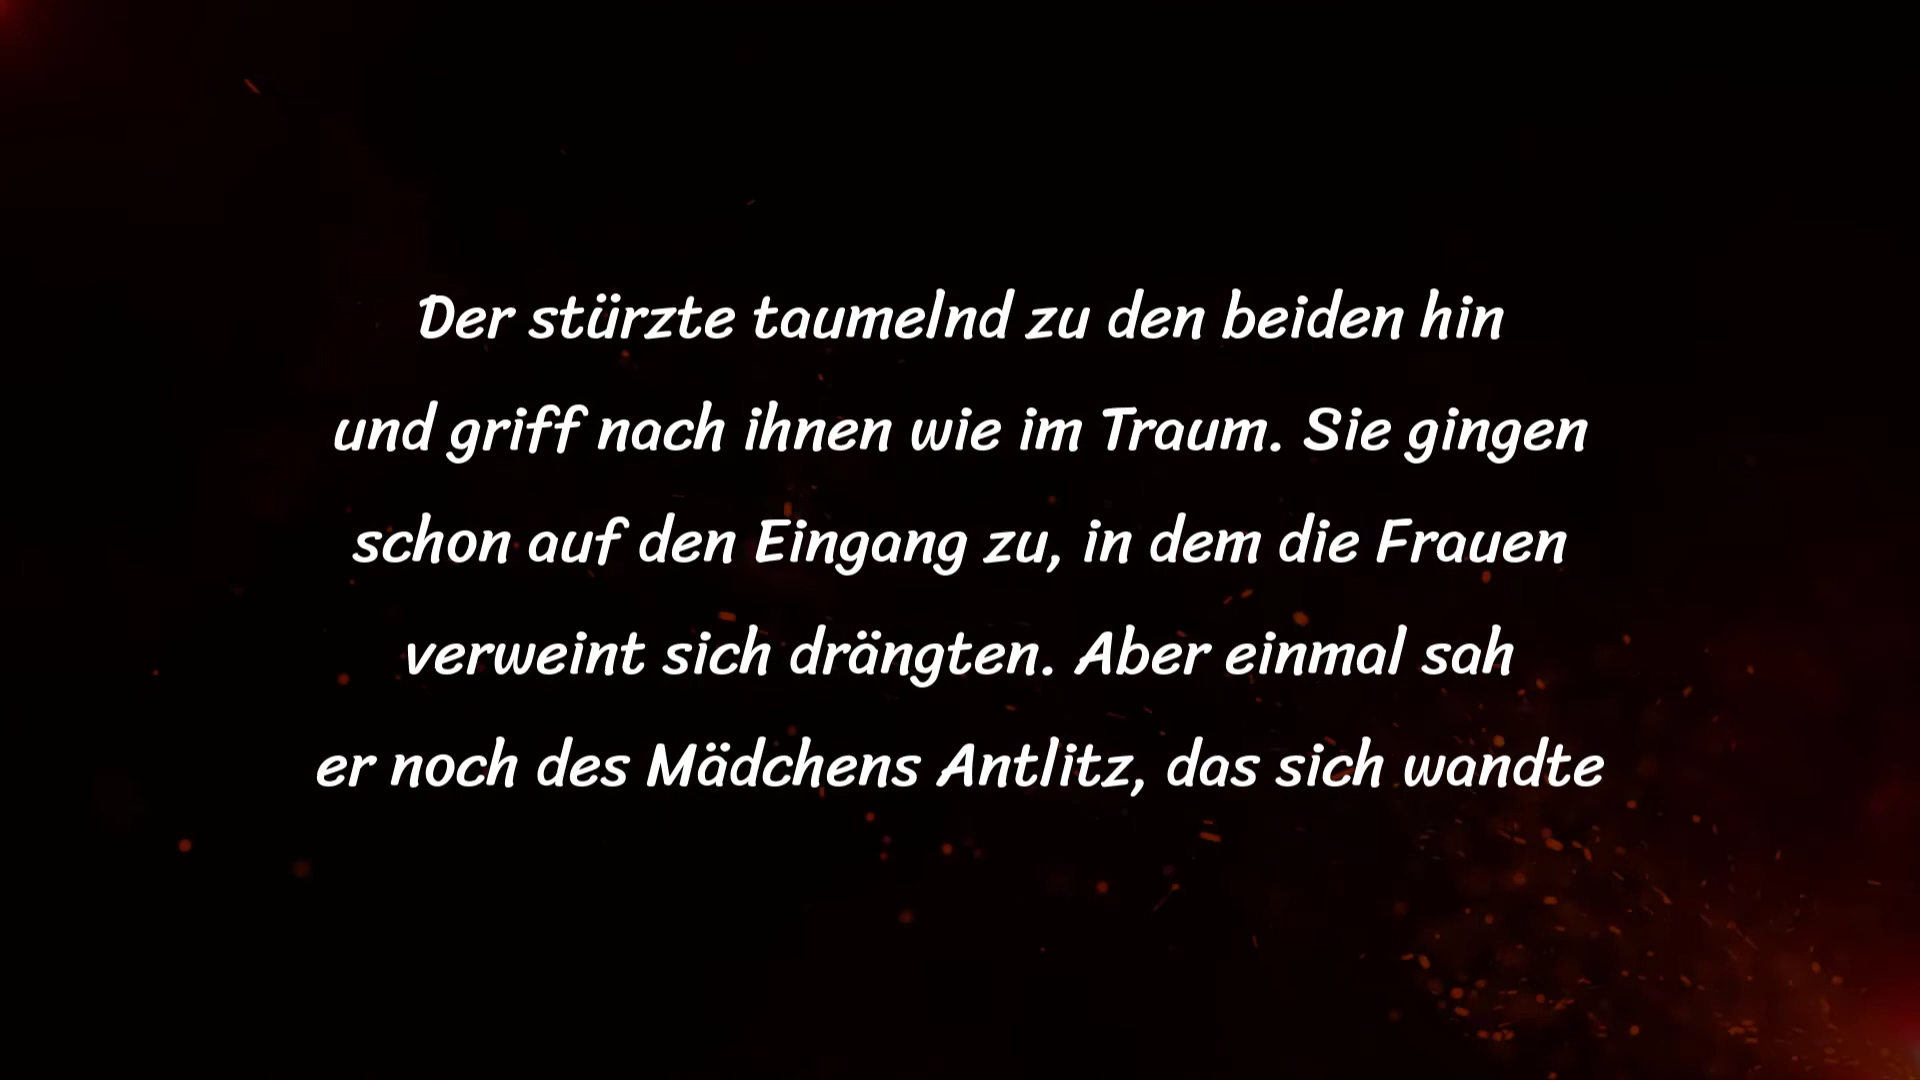 Der stürzte taumelnd zu den beiden hin
und griff nach ihnen wie im Traum. Sie gingen
schon auf den Eingang zu, in dem die Frauen
verweint sich drängten. Aber einmal sah
er noch des Mädchens Antlitz, das sich wandte